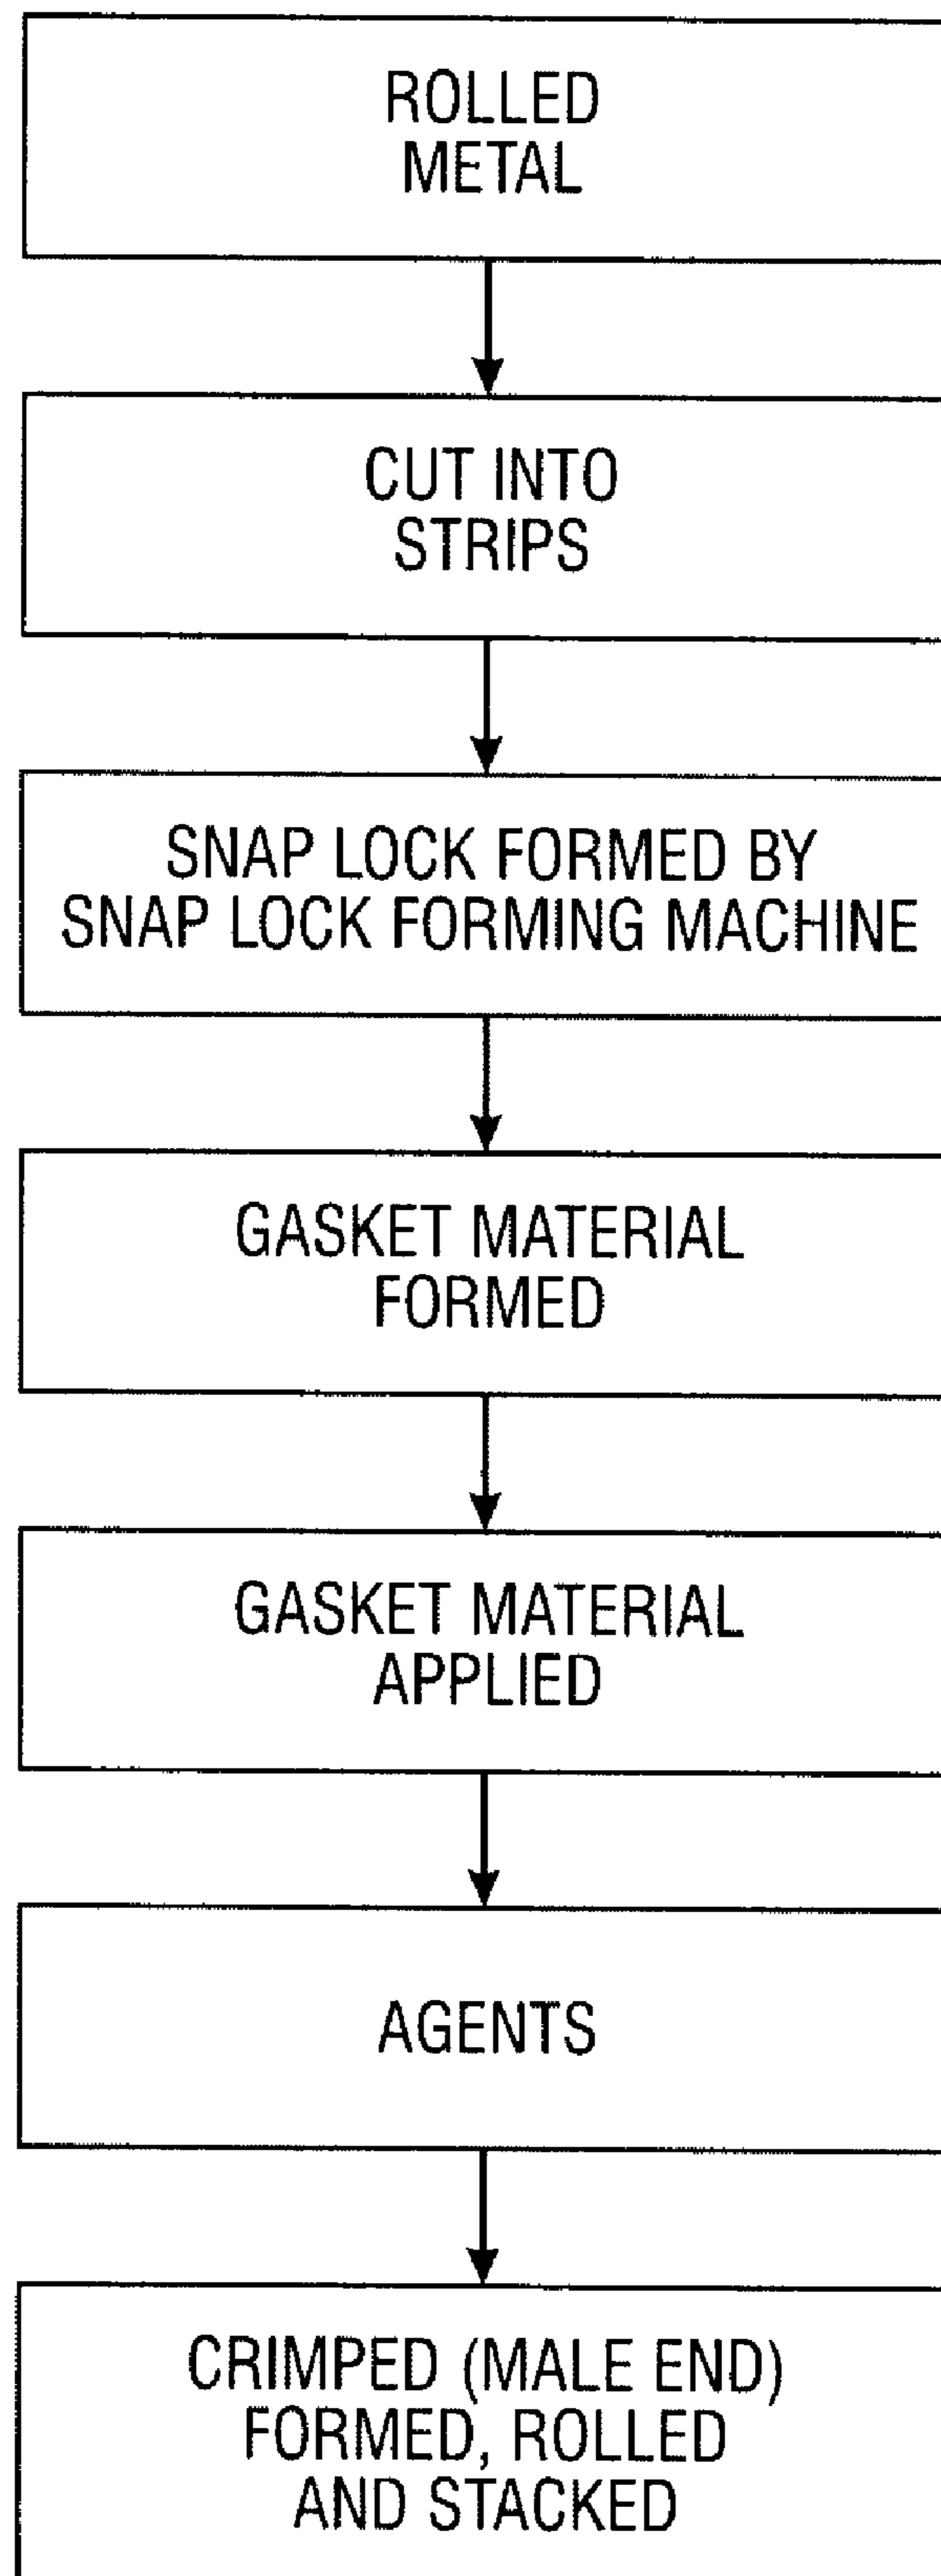 ROLLED
METAL
CUT INTO
STRIPS
SNAP LOCK FORMED BY
SNAP LOCK FORMING MACHINE
GASKET MATERIAL
FORMED
GASKET MATERIAL
APPLIED
AGENTS
CRIMPED (MALE END)
FORMED, ROLLED
AND STACKED